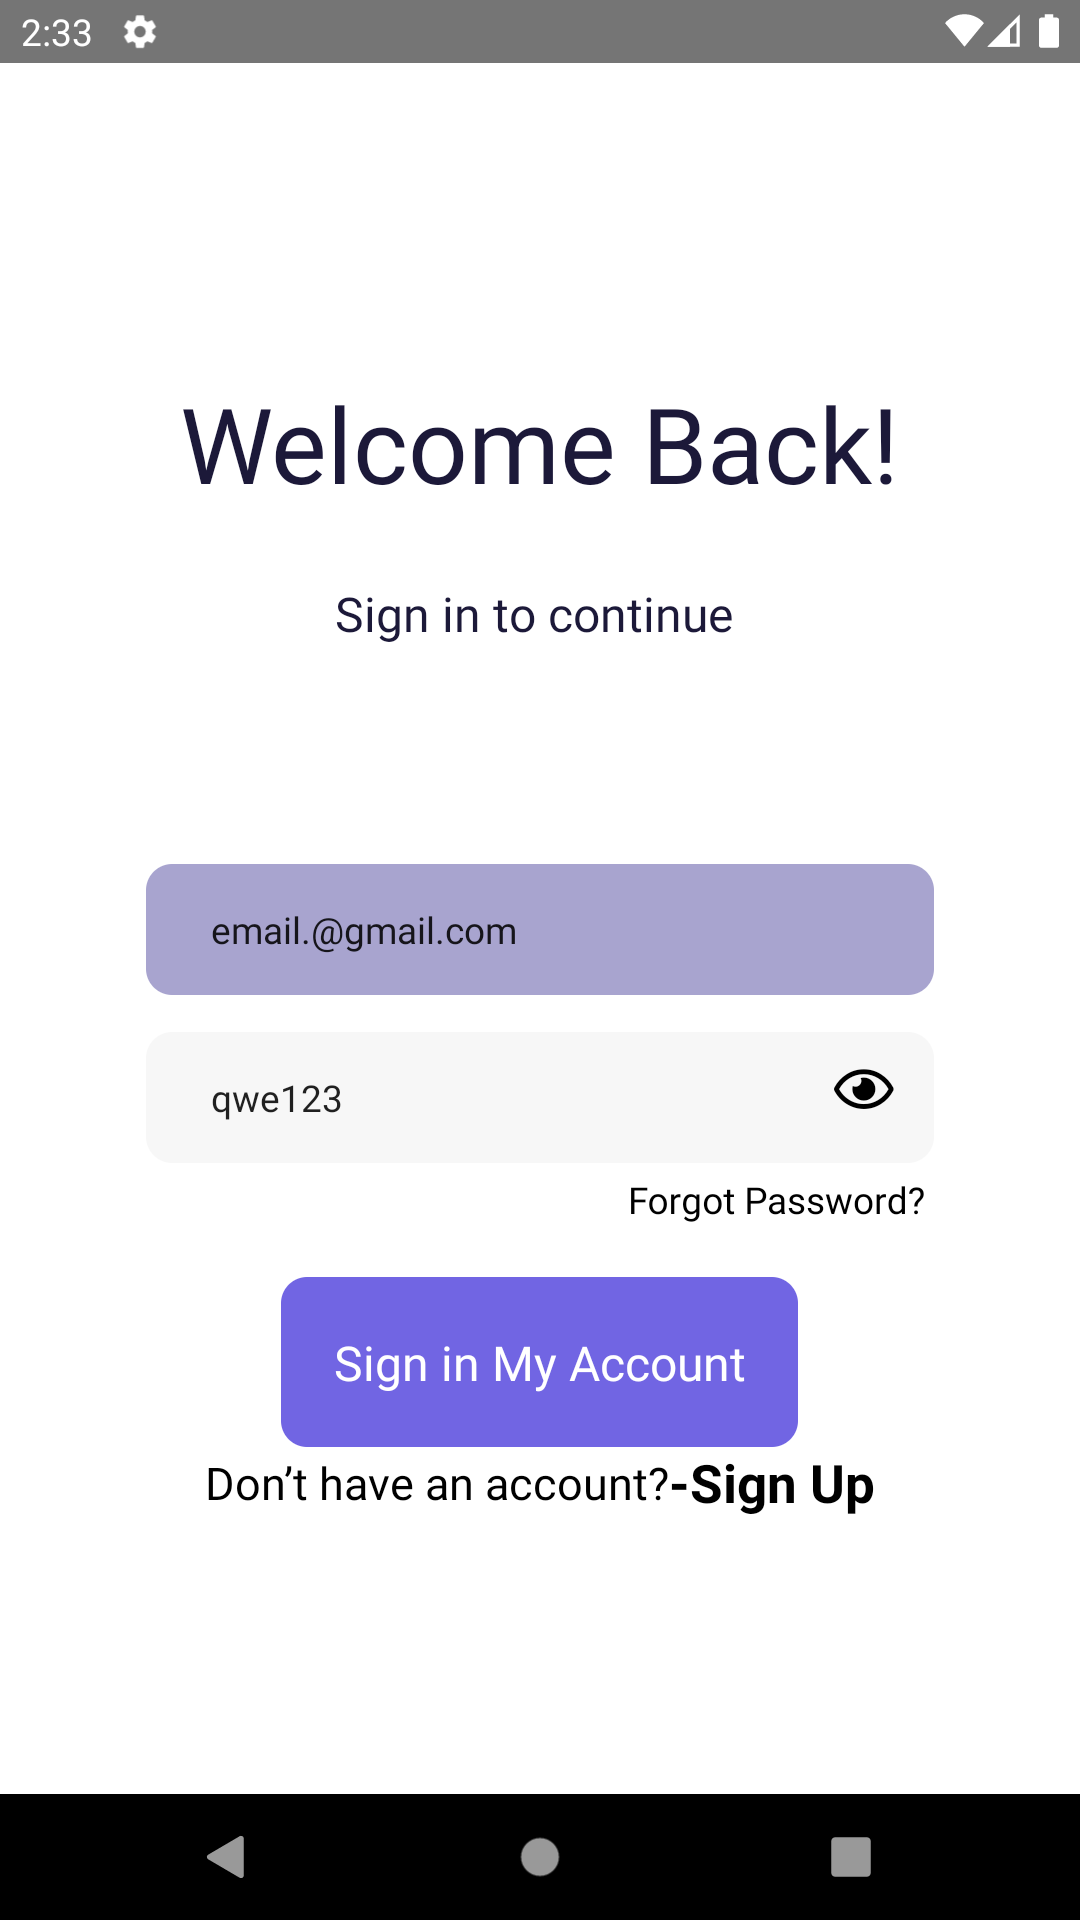 2:33
Welcome Back!
Sign in to continue
email.@gmail.com
qwe123
Forgot Password?
Sign in My Account
Don’t have an account?-Sign Up